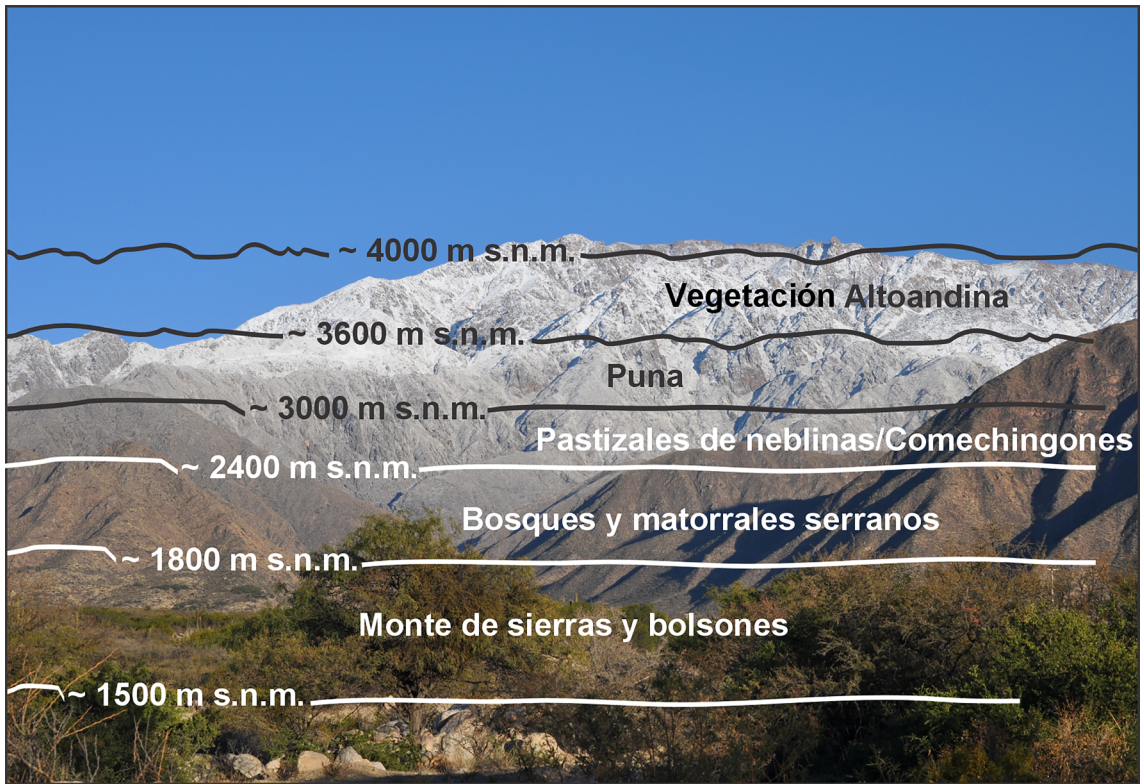 ~ 4000 m s.n.m.
Vegetación Altoandina
~ 3600 m s.n.m.
Puna
~ 3000 m s.n.m.
Pastizales de neblinas/Comechingones
~ 2400 m s.n.m.
Bosques y matorrales serranos
~ 1800 m s.n.m.
Monte de sierras y bolsones
~ 1500 m s.n.m.